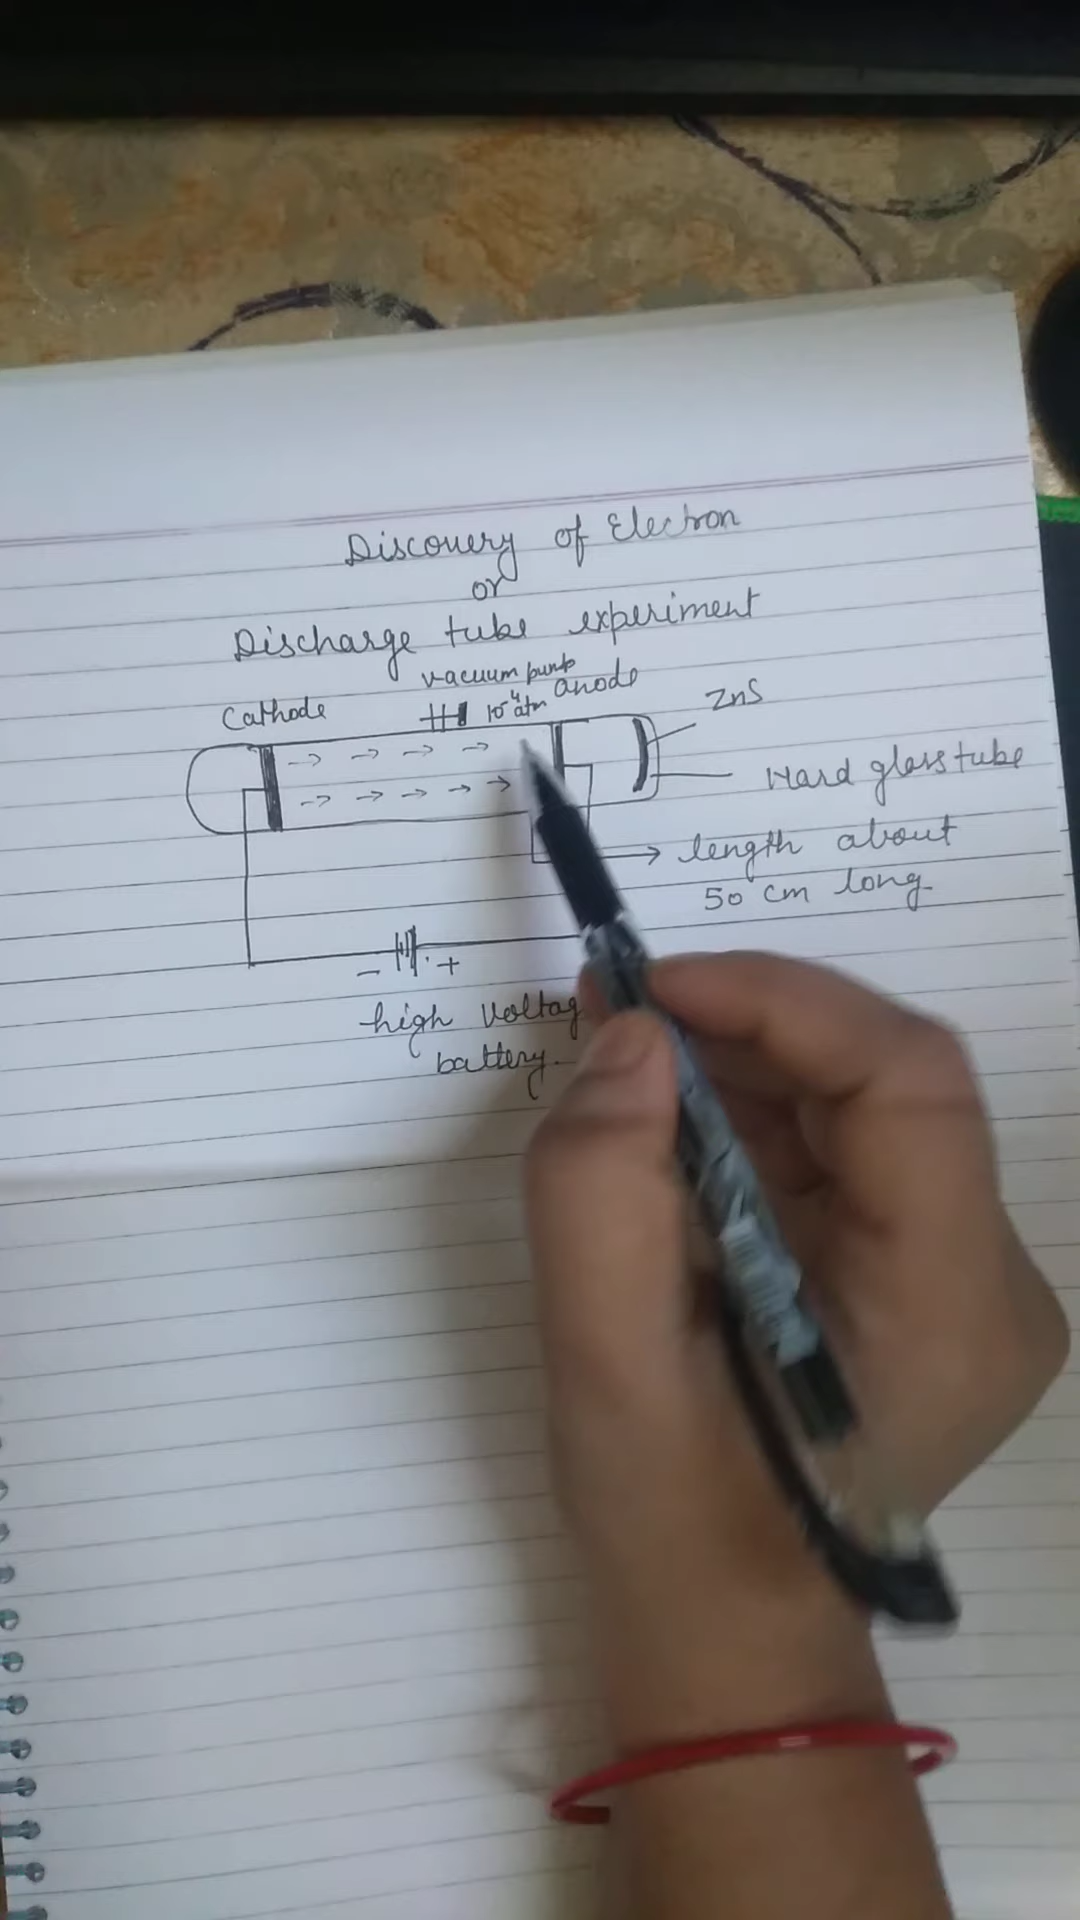 Discovery of Electron
or
Discharge tube experiment
vacuum pump
Cathode
10⁻⁴ atm
anode
ZnS
Hard glass tube
length about
50 cm long
- +
high voltag
battery.